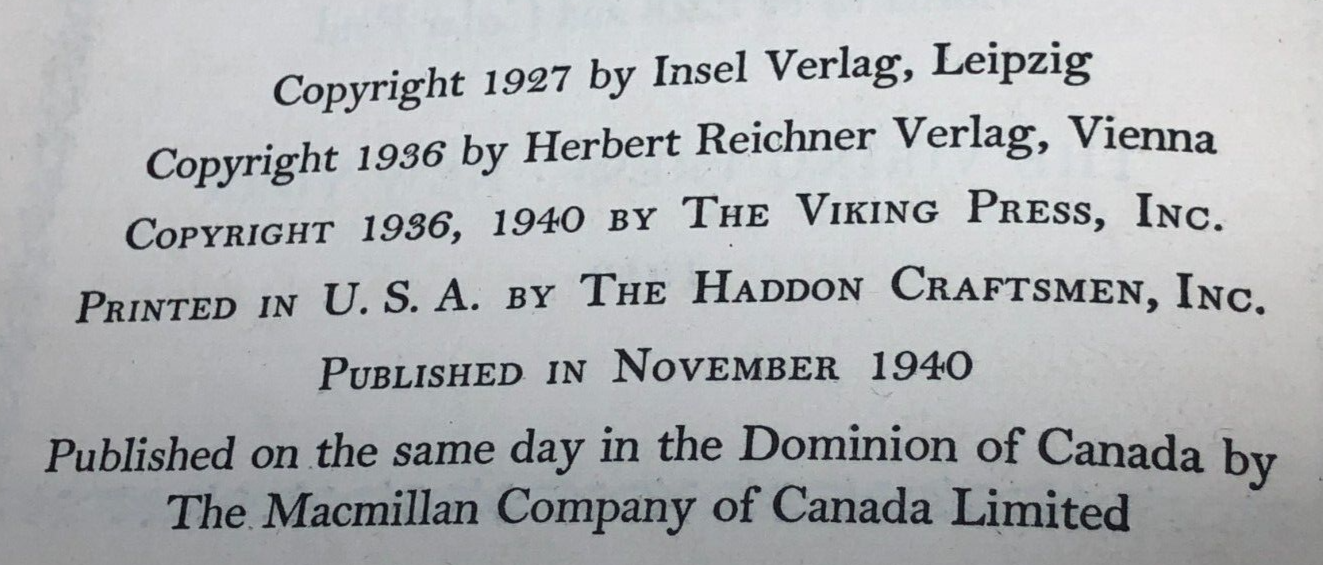 Copyright 1927 by Insel Verlag, Leipzig
Copyright 1936 by Herbert Reichner Verlag, Vienna
COPYRIGHT 1936, 1940 BY THE VIKING PRESS, INC.
PRINTED IN U. S. A. BY THE HADDON CRAFTSMEN, INC.
PUBLISHED IN NOVEMBER 1940
Published on the same day in the Dominion of Canada by
The Macmillan Company of Canada Limited